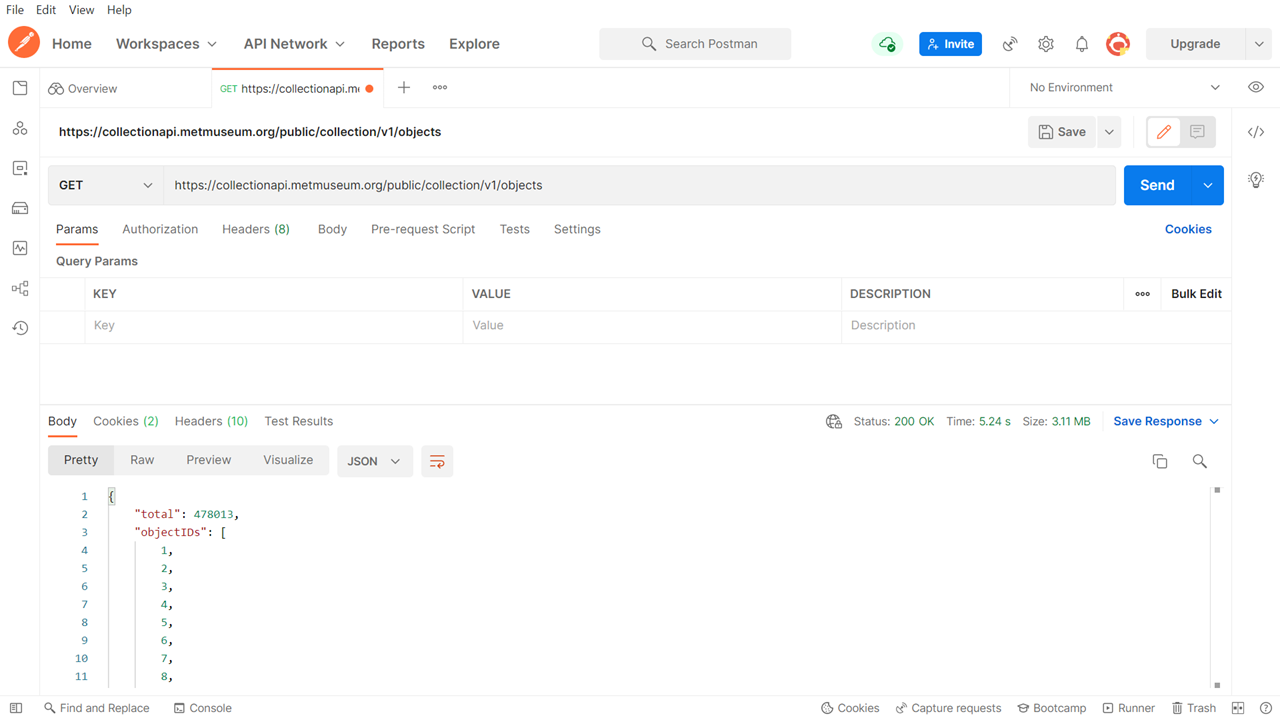 File Edit View Help
Home Workspaces API Network Reports Explore Search Postman Invite Upgrade
Overview GET https://collectionapi.me No Environment
https://collectionapi.metmuseum.org/public/collection/v1/objects Save
GET https://collectionapi.metmuseum.org/public/collection/v1/objects Send
Params Authorization Headers (8) Body Pre-request Script Tests Settings Cookies
Query Params
KEY VALUE DESCRIPTION Bulk Edit
Key Value Description
Body Cookies (2) Headers (10) Test Results Status: 200 OK Time: 5.24 s Size: 3.11 MB Save Response
Pretty Raw Preview Visualize JSON
1 {
2 "total": 478013,
3 "objectIDs": [
4 1,
5 2,
6 3,
7 4,
8 5,
9 6,
10 7,
11 8,
Find and Replace Console Cookies Capture requests Bootcamp Runner Trash